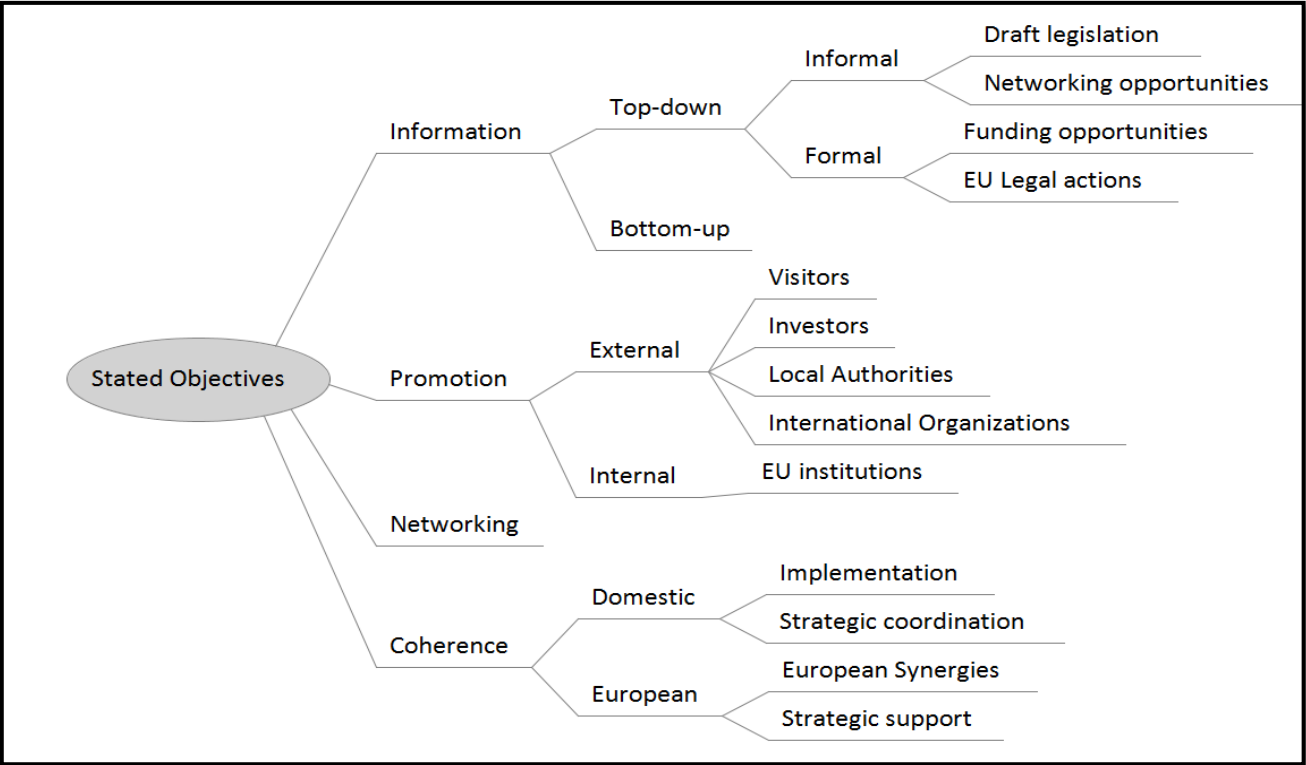 Draft legislation
Informal
Networking opportunities
Top-down
Information
Funding opportunities
Formal
EU Legal actions
Bottom-up
Visitors
Investors
External
Local Authorities
Stated Objectives
Promotion
International Organizations
EU institutions
Internal
Networking
Implementation
Domestic
Strategic coordination
Coherence
European Synergies
European
Strategic support